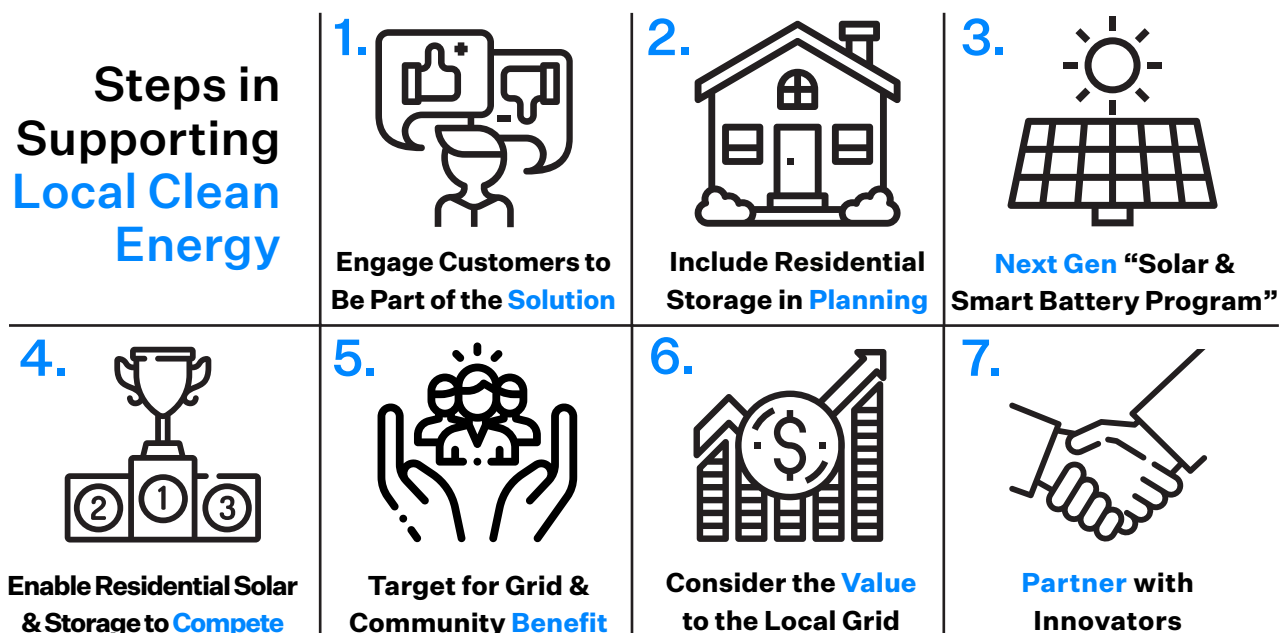 Steps in
Supporting
Local Clean
Energy
1.
Engage Customers to
Be Part of the Solution
2.
Include Residential
Storage in Planning
3.
Next Gen “Solar &
Smart Battery Program”
4.
2
1
3
Enable Residential Solar
& Storage to Compete
5.
Target for Grid &
Community Benefit
6.
$
Consider the Value
to the Local Grid
7.
Partner with
Innovators